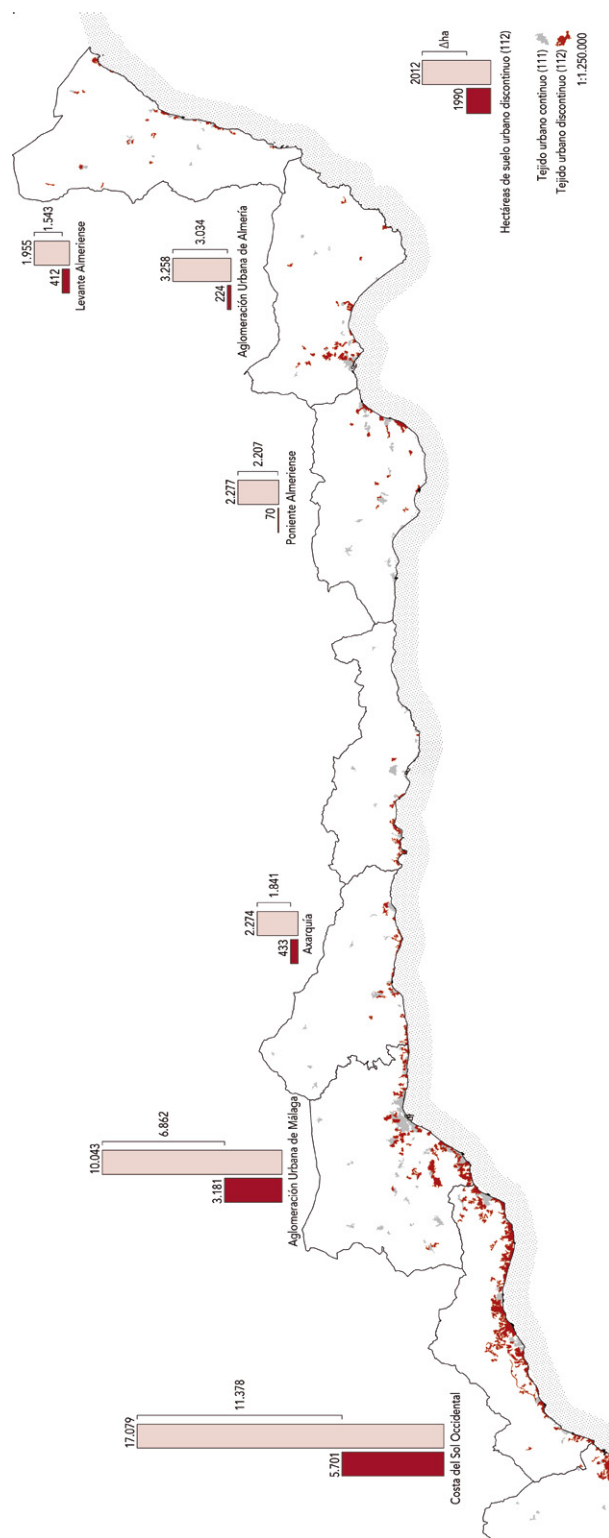 Costa del Sol Occidental
5.701
17.079
11.378
Aglomeración Urbana de Málaga
3.181
10.043
6.862
Axarquía
433
2.274
1.841
Poniente Almeriense
70
2.277
2.207
Aglomeración Urbana de Almería
224
3.258
3.034
Levante Almeriense
412
1.955
1.543
1990
2012
Δha
Hectáreas de suelo urbano discontinuo (112)
Tejido urbano continuo (111)
Tejido urbano discontinuo (112)
1:1.250.000